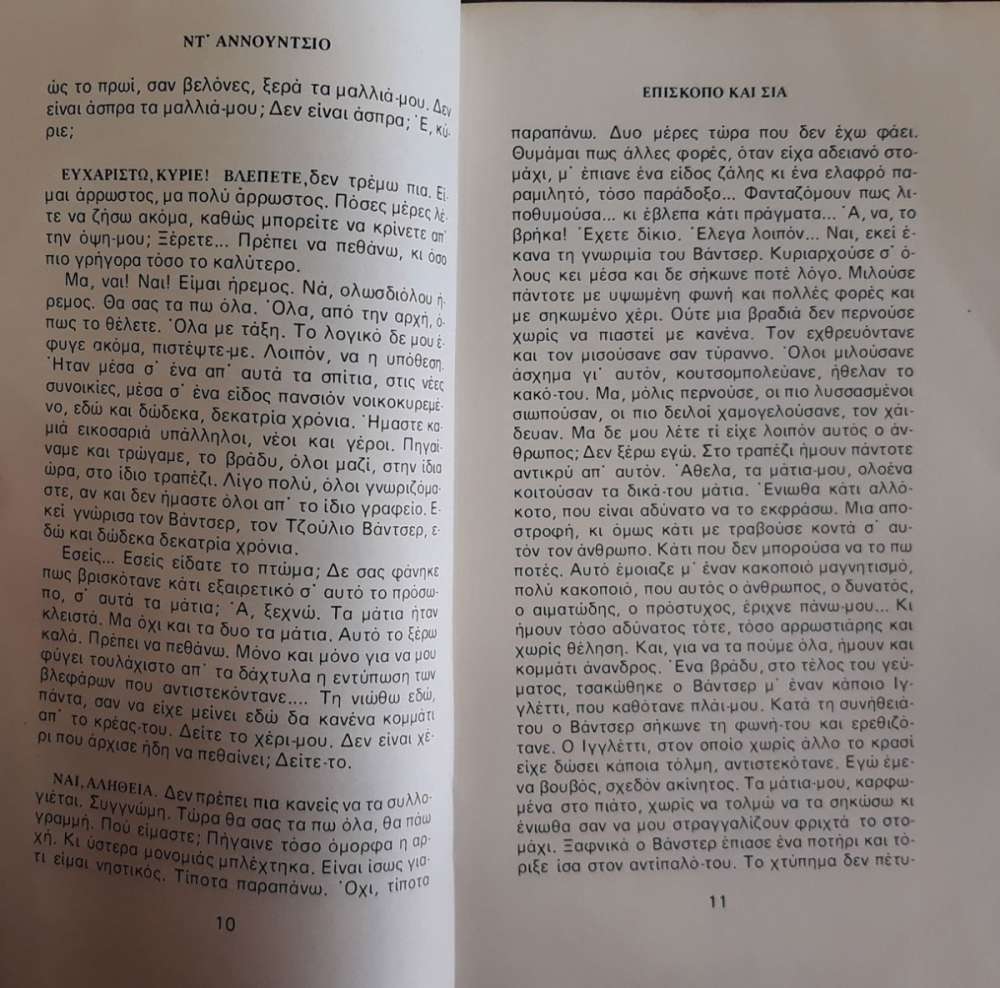 ΝΤ᾿ ΑΝΝΟΥΝΤΣΙΟ
ὡς το πρωί, σαν βελόνες, ξερά τα μαλλιά-μου. Δεν
είναι άσπρα τα μαλλιά-μου; Δεν είναι άσπρα; Ἐ, κύ-
ριε;
ΕΥΧΑΡΙΣΤΩ, ΚΥΡΙΕ! ΒΛΕΠΕΤΕ, δεν τρέμω πια. Εί-
μαι άρρωστος, μα πολύ άρρωστος. Πόσες μέρες λέ-
τε να ζήσω ακόμα, καθώς μπορείτε να κρίνετε απ᾿
την όψη-μου; Ξέρετε... Πρέπει να πεθάνω, κι όσο
πιο γρήγορα τόσο το καλύτερο.
Μα, ναι! Ναι! Είμαι ήρεμος. Νά, ολωσδιόλου ή-
ρεμος. Θα σας τα πω όλα. Ὅλα, από την αρχή, ό-
πως το θέλετε. Ὅλα με τάξη. Το λογικό δε μου έ-
φυγε ακόμα, πιστέψτε-με. Λοιπόν, να η υπόθεση.
Ἠταν μέσα σ᾿ ένα απ᾿ αυτά τα σπίτια, στις νέες
συνοικίες, μέσα σ᾿ ένα είδος πανσιόν νοικοκυρεμέ-
νο, εδώ και δώδεκα, δεκατρία χρόνια. Ἠμαστε κα-
μιά εικοσαριά υπάλληλοι, νέοι και γέροι. Πηγαί-
ναμε και τρώγαμε, το βράδυ, όλοι μαζί, στην ίδια
ώρα, στο ίδιο τραπέζι. Λίγο πολύ, όλοι γνωριζόμα-
στε, αν και δεν ήμαστε όλοι απ᾿ το ίδιο γραφείο. Ε-
κεί γνώρισα τον Βάντσερ, τον Τζούλιο Βάντσερ, ε-
δώ και δώδεκα δεκατρία χρόνια.
Εσείς... Εσείς είδατε το πτώμα; Δε σας φάνηκε
πως βρισκότανε κάτι εξαιρετικό σ᾿ αυτό το πρόσω-
πο, σ᾿ αυτά τα μάτια; Ἀ, ξεχνώ. Τα μάτια ήταν
κλειστά. Μα όχι και τα δυο τα μάτια. Αυτό το ξέρω
καλά. Πρέπει να πεθάνω. Μόνο και μόνο για να μου
φύγει τουλάχιστο απ᾿ τα δάχτυλα η εντύπωση των
βλεφάρων που αντιστεκόντανε.... Τη νιώθω εδώ,
πάντα, σαν να είχε μείνει εδώ δα κανένα κομμάτι
απ᾿ το κρέας-του. Δείτε το χέρι-μου. Δεν είναι χέ-
ρι που άρχισε ήδη να πεθαίνει; Δείτε-το.
ΝΑΙ, ΑΛΗΘΕΙΑ. Δεν πρέπει πια κανείς να τα συλλο-
γιέται. Συγγνώμη. Τώρα θα σας τα πω όλα, θα πάω
γραμμή. Πού είμαστε; Πήγαινε τόσο όμορφα η αρ-
χή. Κι ύστερα μονομιάς μπλέχτηκα. Είναι ίσως για-
τι είμαι νηστικός. Τίποτα παραπάνω. Ὀχι, τίποτα
10
ΕΠΙΣΚΟΠΟ ΚΑΙ ΣΙΑ
παραπάνω. Δυο μέρες τώρα που δεν έχω φάει.
Θυμάμαι πως άλλες φορές, όταν είχα αδειανό στο-
μάχι, μ᾿ έπιανε ένα είδος ζάλης κι ένα ελαφρό πα-
ραμιλητό, τόσο παράδοξο... Φανταζόμουν πως λι-
ποθυμούσα... κι έβλεπα κάτι πράγματα... Ἀ, να, το
βρήκα! Ἐχετε δίκιο. Ἐλεγα λοιπόν... Ναι, εκεί έ-
κανα τη γνωριμία του Βάντσερ. Κυριαρχούσε σ᾿ ό-
λους κει μέσα και δε σήκωνε ποτέ λόγο. Μιλούσε
πάντοτε με υψωμένη φωνή και πολλές φορές και
με σηκωμένο χέρι. Ούτε μια βραδιά δεν περνούσε
χωρίς να πιαστεί με κανένα. Τον εχθρευόντανε
και τον μισούσανε σαν τύραννο. Ὅλοι μιλούσανε
άσχημα γι᾿ αυτόν, κουτσομπολεύανε, ήθελαν το
κακό-του. Μα, μόλις περνούσε, οι πιο λυσσασμένοι
σιωπούσαν, οι πιο δειλοί χαμογελούσανε, τον χάι-
δευαν. Μα δε μου λέτε τί είχε λοιπόν αυτός ο άν-
θρωπος; Δεν ξέρω εγώ. Στο τραπέζι ήμουν πάντοτε
αντικρύ απ᾿ αυτόν. Ἀθελα, τα μάτια-μου, ολοένα
κοιτούσαν τα δικά-του μάτια. Ἐνιωθα κάτι αλλό-
κοτο, που είναι αδύνατο να το εκφράσω. Μια απο-
στροφή, κι όμως κάτι με τραβούσε κοντά σ᾿ αυ-
τόν τον άνθρωπο. Κάτι που δεν μπορούσα να το πω
ποτές. Αυτό έμοιαζε μ᾿ έναν κακοποιό μαγνητισμό,
πολύ κακοποιό, που αυτός ο άνθρωπος, ο δυνατός,
ο αιματώδης, ο πρόστυχος, έριχνε πάνω-μου... Κι
ήμουν τόσο αδύνατος τότε, τόσο αρρωστιάρης και
χωρίς θέληση. Και, για να τα πούμε όλα, ήμουν και
κομμάτι άνανδρος. Ἐνα βράδυ, στο τέλος του γεύ-
ματος, τσακώθηκε ο Βάντσερ μ᾿ έναν κάποιο Ιγ-
γλέττι, που καθότανε πλάι-μου. Κατά τη συνήθειά-
του ο Βάντσερ σήκωνε τη φωνή-του και ερεθιζό-
τανε. Ο Ιγγλέττι, στον οποίο χωρίς άλλο το κρασί
είχε δώσει κάποια τόλμη, αντιστεκότανε. Εγώ έμε-
να βουβός, σχεδόν ακίνητος. Τα μάτια-μου, καρφω-
μένα στο πιάτο, χωρίς να τολμώ να τα σηκώσω κι
ένιωθα σαν να μου στραγγαλίζουν φριχτά το στο-
μάχι. Ξαφνικά ο Βάνστερ έπιασε ένα ποτήρι και τό-
ριξε ίσα στον αντίπαλό-του. Το χτύπημα δεν πέτυ-
11